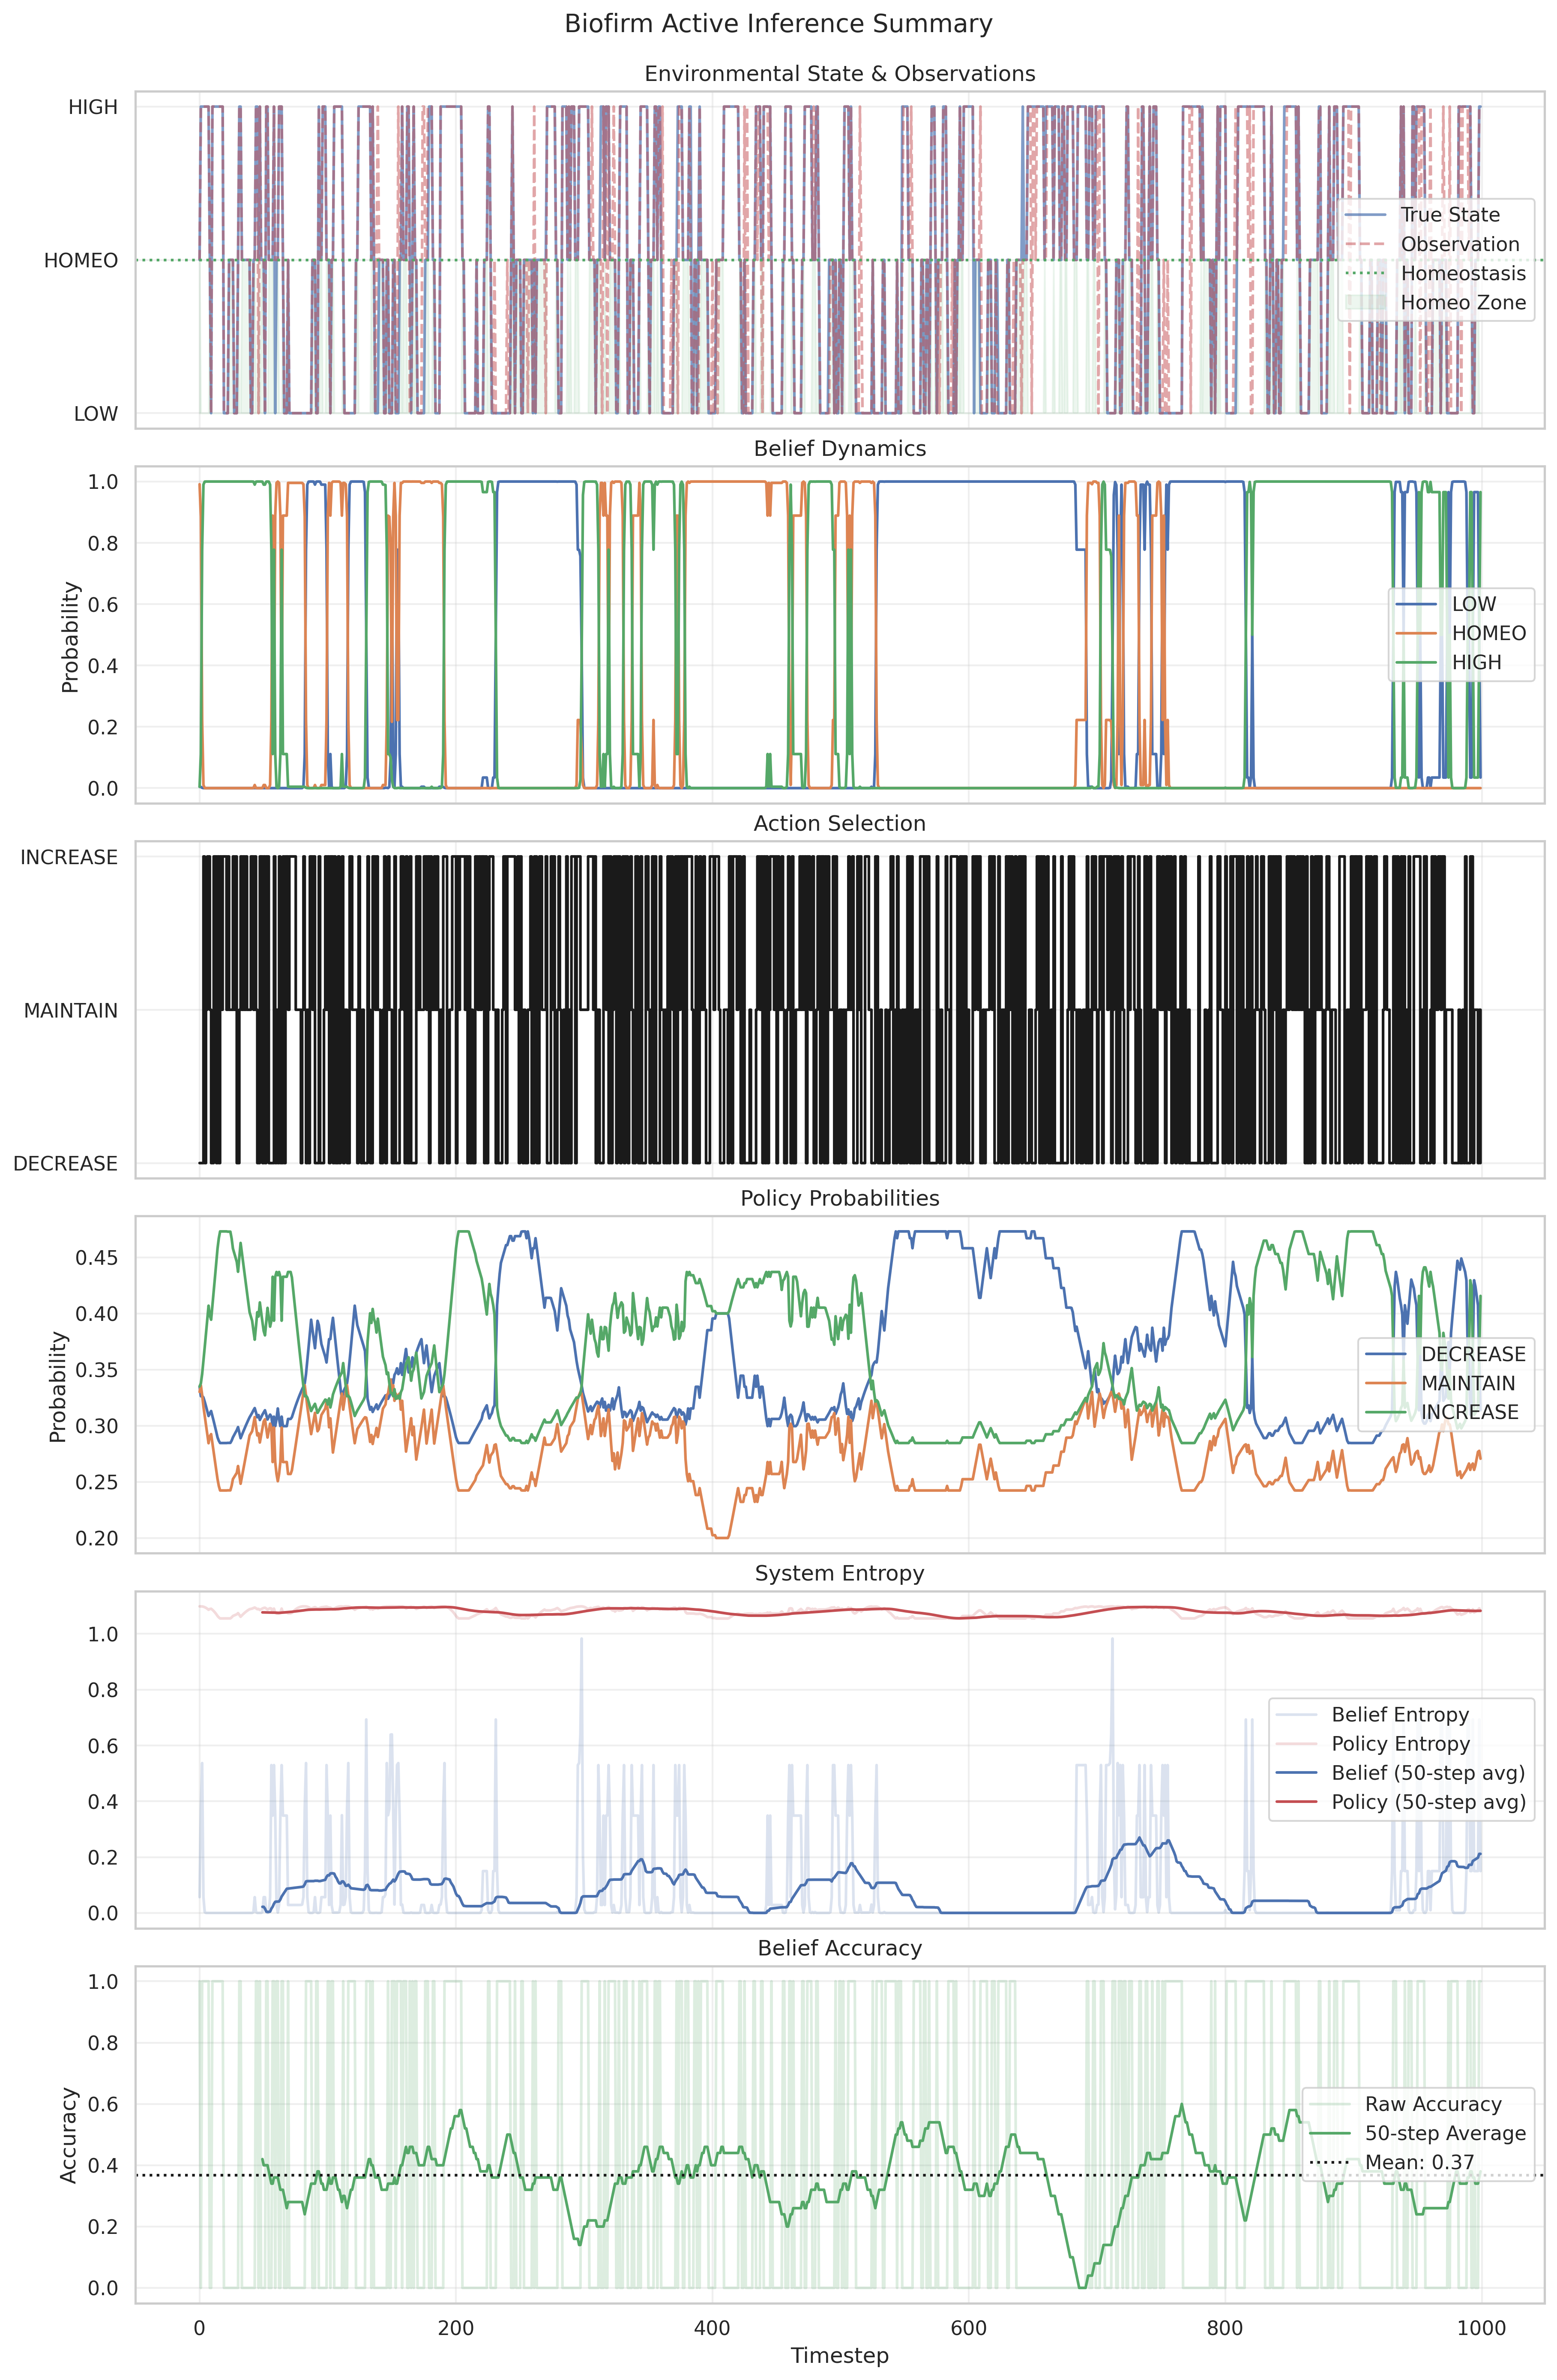 Biofirm Active Inference Summary
Environmental State & Observations
HIGH
HOMEO
LOW
True State
Observation
Homeostasis
Homeo Zone
Belief Dynamics
Probability
1.0
0.8
0.6
0.4
0.2
0.0
LOW
HOMEO
HIGH
Action Selection
INCREASE
MAINTAIN
DECREASE
Policy Probabilities
Probability
0.45
0.40
0.35
0.30
0.25
0.20
DECREASE
MAINTAIN
INCREASE
System Entropy
1.0
0.8
0.6
0.4
0.2
0.0
Belief Entropy
Policy Entropy
Belief (50-step avg)
Policy (50-step avg)
Belief Accuracy
Accuracy
1.0
0.8
0.6
0.4
0.2
0.0
Raw Accuracy
50-step Average
Mean: 0.37
0 200 400 600 800 1000
Timestep